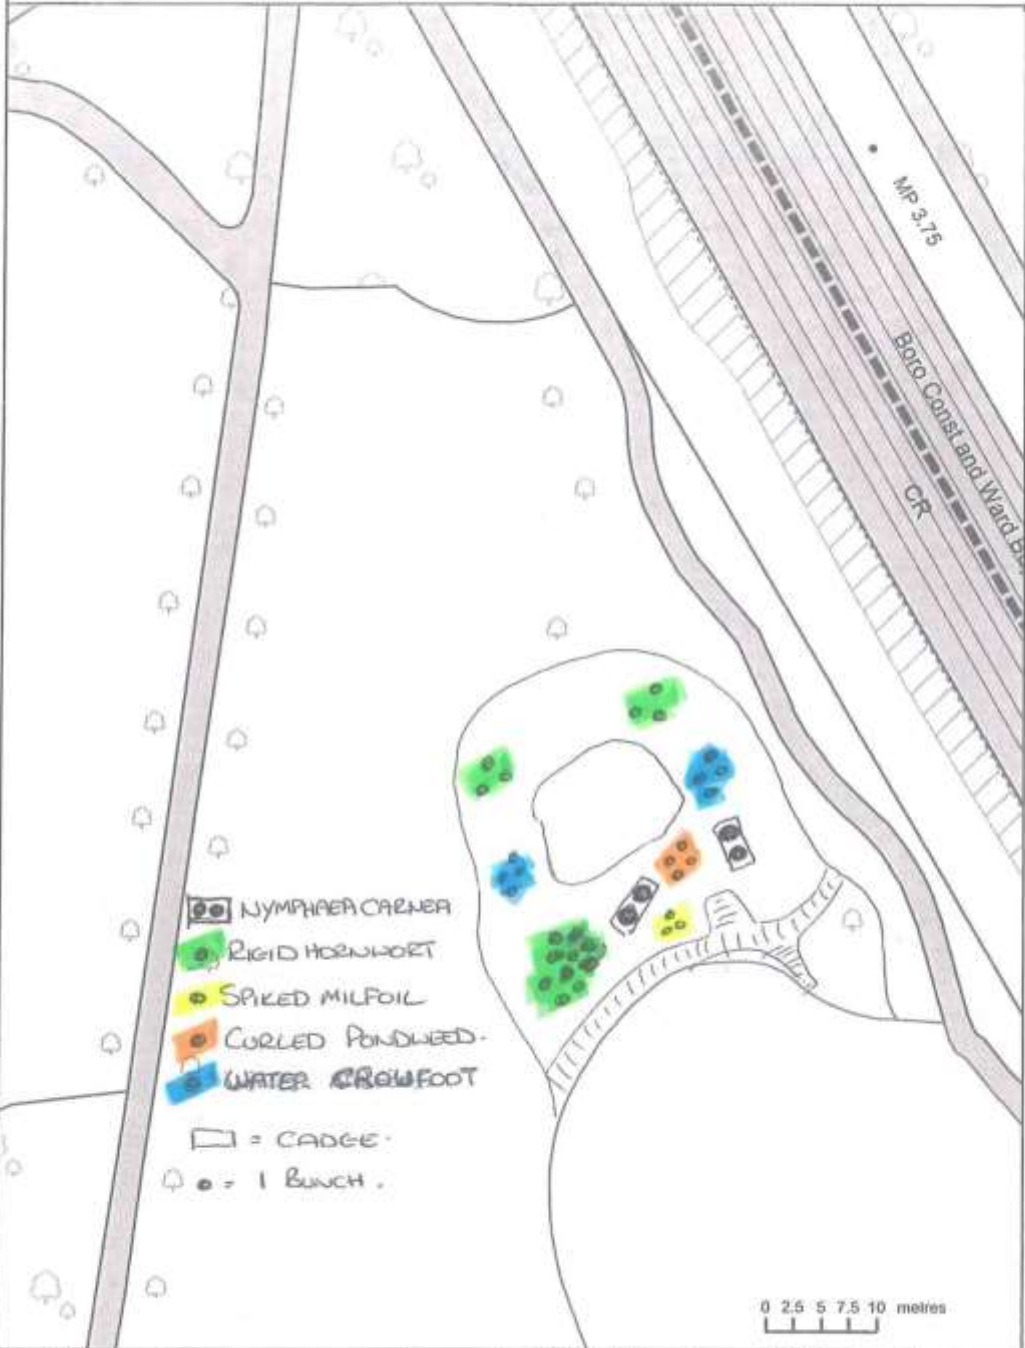 MP 3.75
Boro Const and Ward Bdy
CR
NYMPHAEA CARNEA
RIGID HORNWORT
SPIKED MILFOIL
CURLED PONDWEED.
WATER CROWFOOT
= CADGE.
= 1 BUNCH.
0 2.5 5 7.5 10 metres